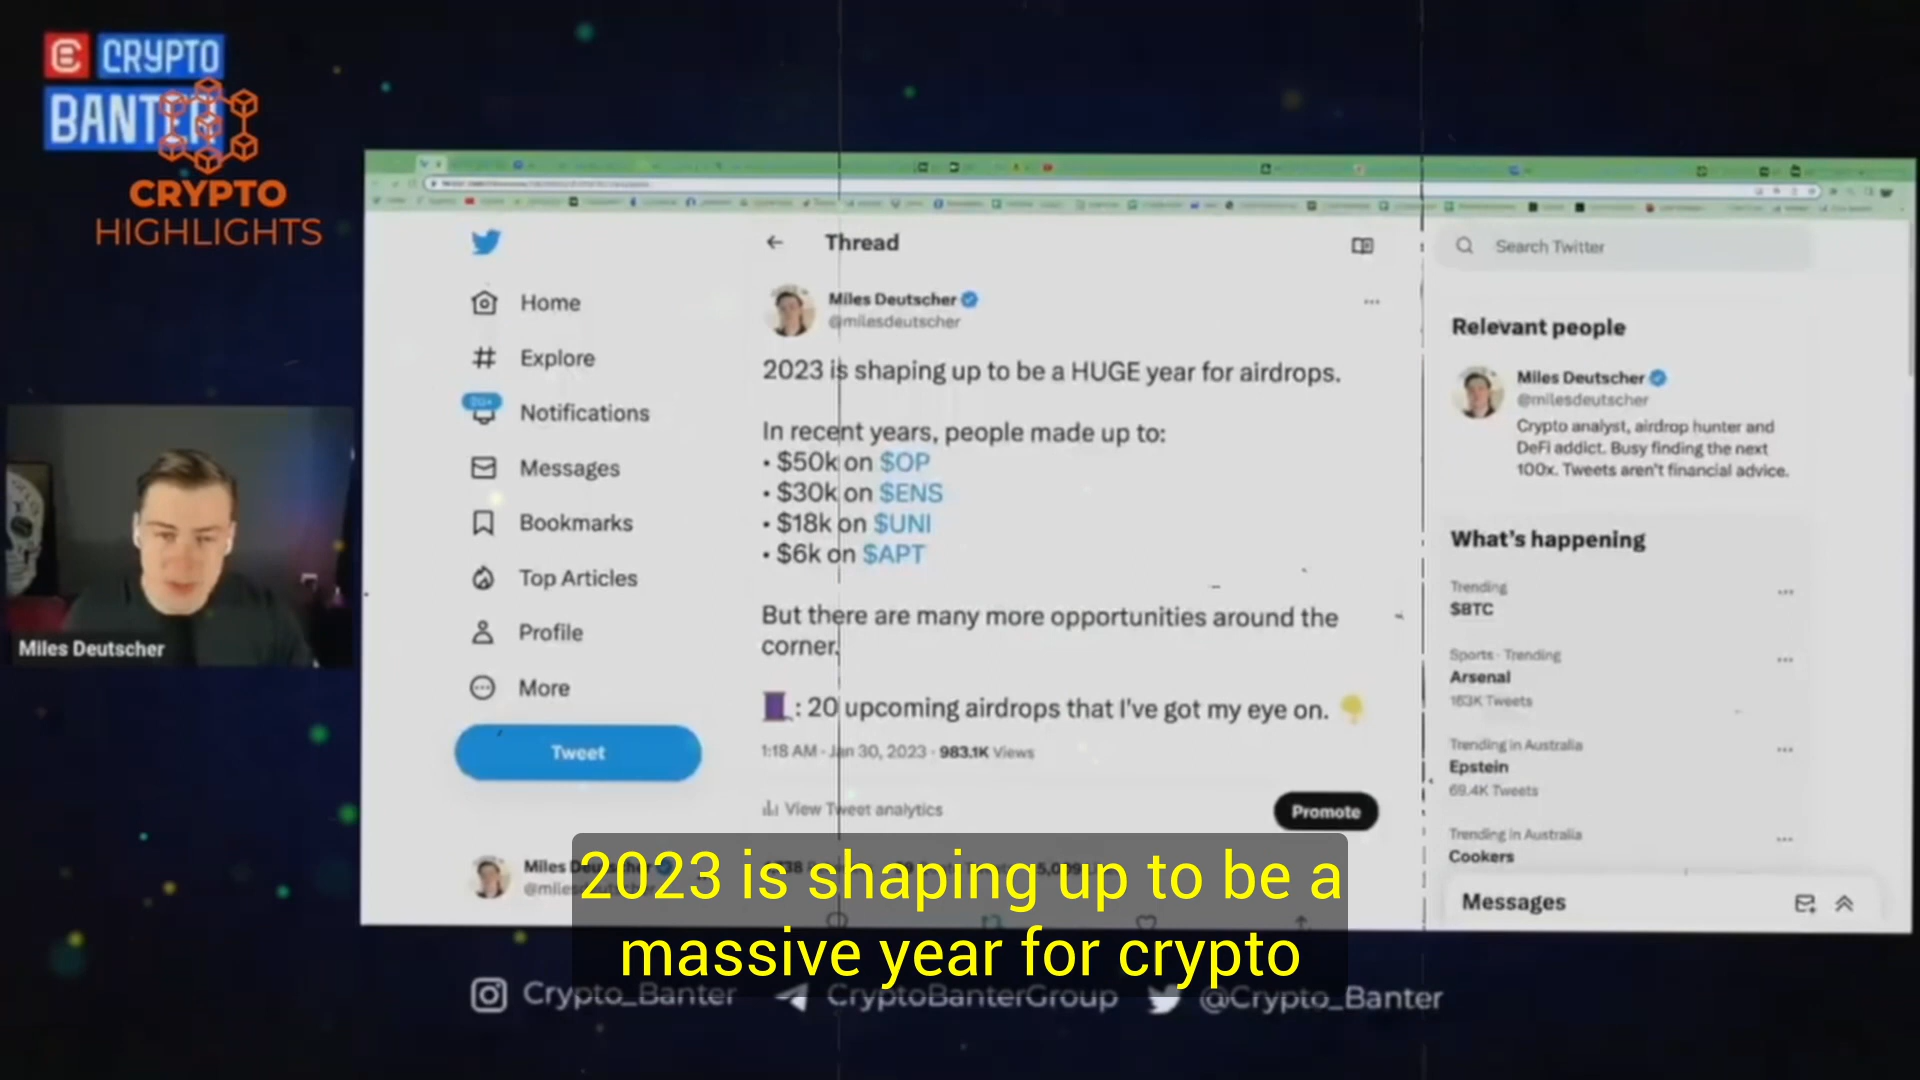 CRYPTO
BANTER
CRYPTO
HIGHLIGHTS
Miles Deutscher
Home
Explore
20+
Notifications
Messages
Bookmarks
Top Articles
Profile
More
Tweet
Miles
Thread
Miles Deutscher
@milesdeutscher
2023 is shaping up to be a HUGE year for airdrops.
In recent years, people made up to:
• $50k on $OP
• $30k on $ENS
• $18k on $UNI
• $6k on $APT
But there are many more opportunities around the
corner.
: 20 upcoming airdrops that I've got my eye on.
1:18 AM · Jan 30, 2023 · 983.1K Views
View Tweet analytics
Promote
Search Twitter
Relevant people
Miles Deutscher
@milesdeutscher
Crypto analyst, airdrop hunter and
DeFi addict. Busy finding the next
100x. Tweets aren't financial advice.
What's happening
Trending
$BTC
Sports · Trending
Arsenal
163K Tweets
Trending in Australia
Epstein
69.4K Tweets
Trending in Australia
Cookers
Messages
2023 is shaping up to be a
massive year for crypto
Crypto_Banter CryptoBanterGroup @Crypto_Banter